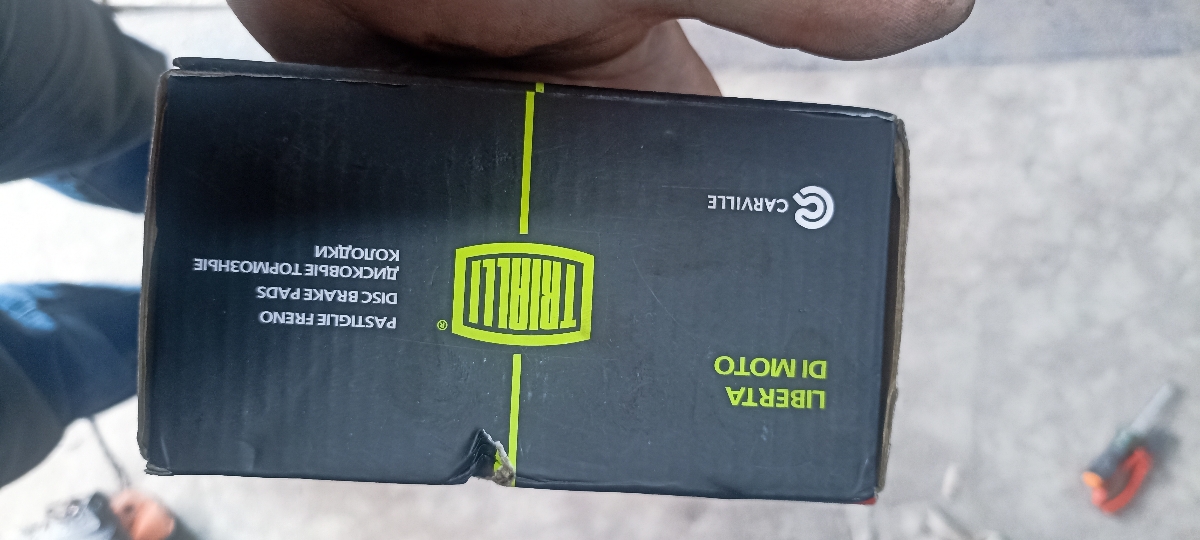 LIBERTA
DI MOTO
CARVILLE
TRIALLI®
PASTIGLIE FRENO
DISC BRAKE PADS
ДИСКОВЫЕ ТОРМОЗНЫЕ
КОЛОДКИ